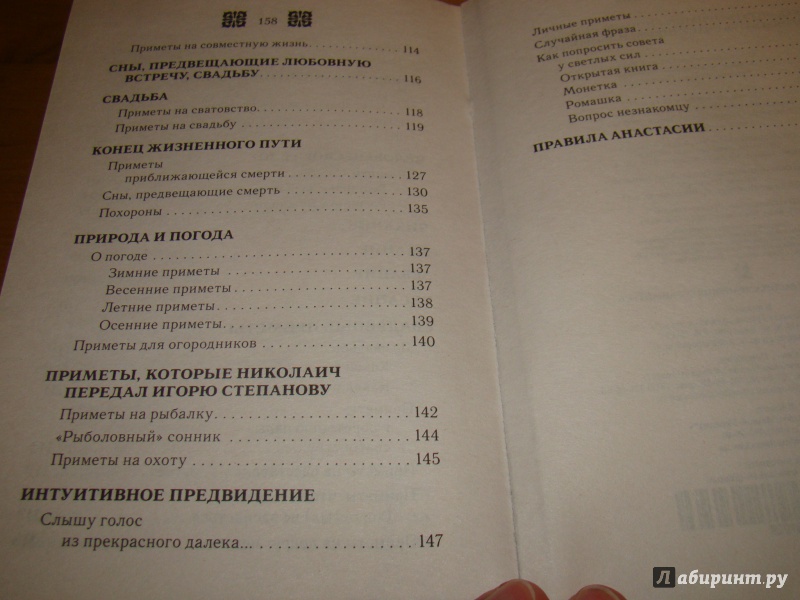 158
Приметы на совместную жизнь. . . . . . . . . . . . . 114
СНЫ, ПРЕДВЕЩАЮЩИЕ ЛЮБОВНУЮ
ВСТРЕЧУ, СВАДЬБУ. . . . . . . . . . . . . . . . . . . 116
СВАДЬБА
Приметы на сватовство. . . . . . . . . . . . . . . . . 118
Приметы на свадьбу . . . . . . . . . . . . . . . . . . . 119
КОНЕЦ ЖИЗНЕННОГО ПУТИ
Приметы
приближающейся смерти . . . . . . . . . . . . . . 127
Сны, предвещающие смерть . . . . . . . . . . . . . . 130
Похороны . . . . . . . . . . . . . . . . . . . . . . . . . . 135
ПРИРОДА И ПОГОДА
О погоде . . . . . . . . . . . . . . . . . . . . . . . . . . . 137
Зимние приметы . . . . . . . . . . . . . . . . . . . . 137
Весенние приметы . . . . . . . . . . . . . . . . . . . 137
Летние приметы. . . . . . . . . . . . . . . . . . . . . 138
Осенние приметы. . . . . . . . . . . . . . . . . . . . 139
Приметы для огородников . . . . . . . . . . . . . . . 140
ПРИМЕТЫ, КОТОРЫЕ НИКОЛАИЧ
ПЕРЕДАЛ ИГОРЮ СТЕПАНОВУ
Приметы на рыбалку. . . . . . . . . . . . . . . . . . . 142
«Рыболовный» сонник . . . . . . . . . . . . . . . . . 144
Приметы на охоту . . . . . . . . . . . . . . . . . . . . 145
ИНТУИТИВНОЕ ПРЕДВИДЕНИЕ
Слышу голос
из прекрасного далека... . . . . . . . . . . . . . . 147
Личные приметы . . . . . . . . . . . .
Случайная фраза . . . . . . . . . . . .
Как попросить совета
у светлых сил . . . . . . . . . . . .
Открытая книга . . . . . . . . . . . .
Монетка . . . . . . . . . . . . . . . .
Ромашка . . . . . . . . . . . . . . . .
Вопрос незнакомцу . . . . . . . . . .
ПРАВИЛА АНАСТАСИИ . . . . . . . . . .
Лабиринт.ру